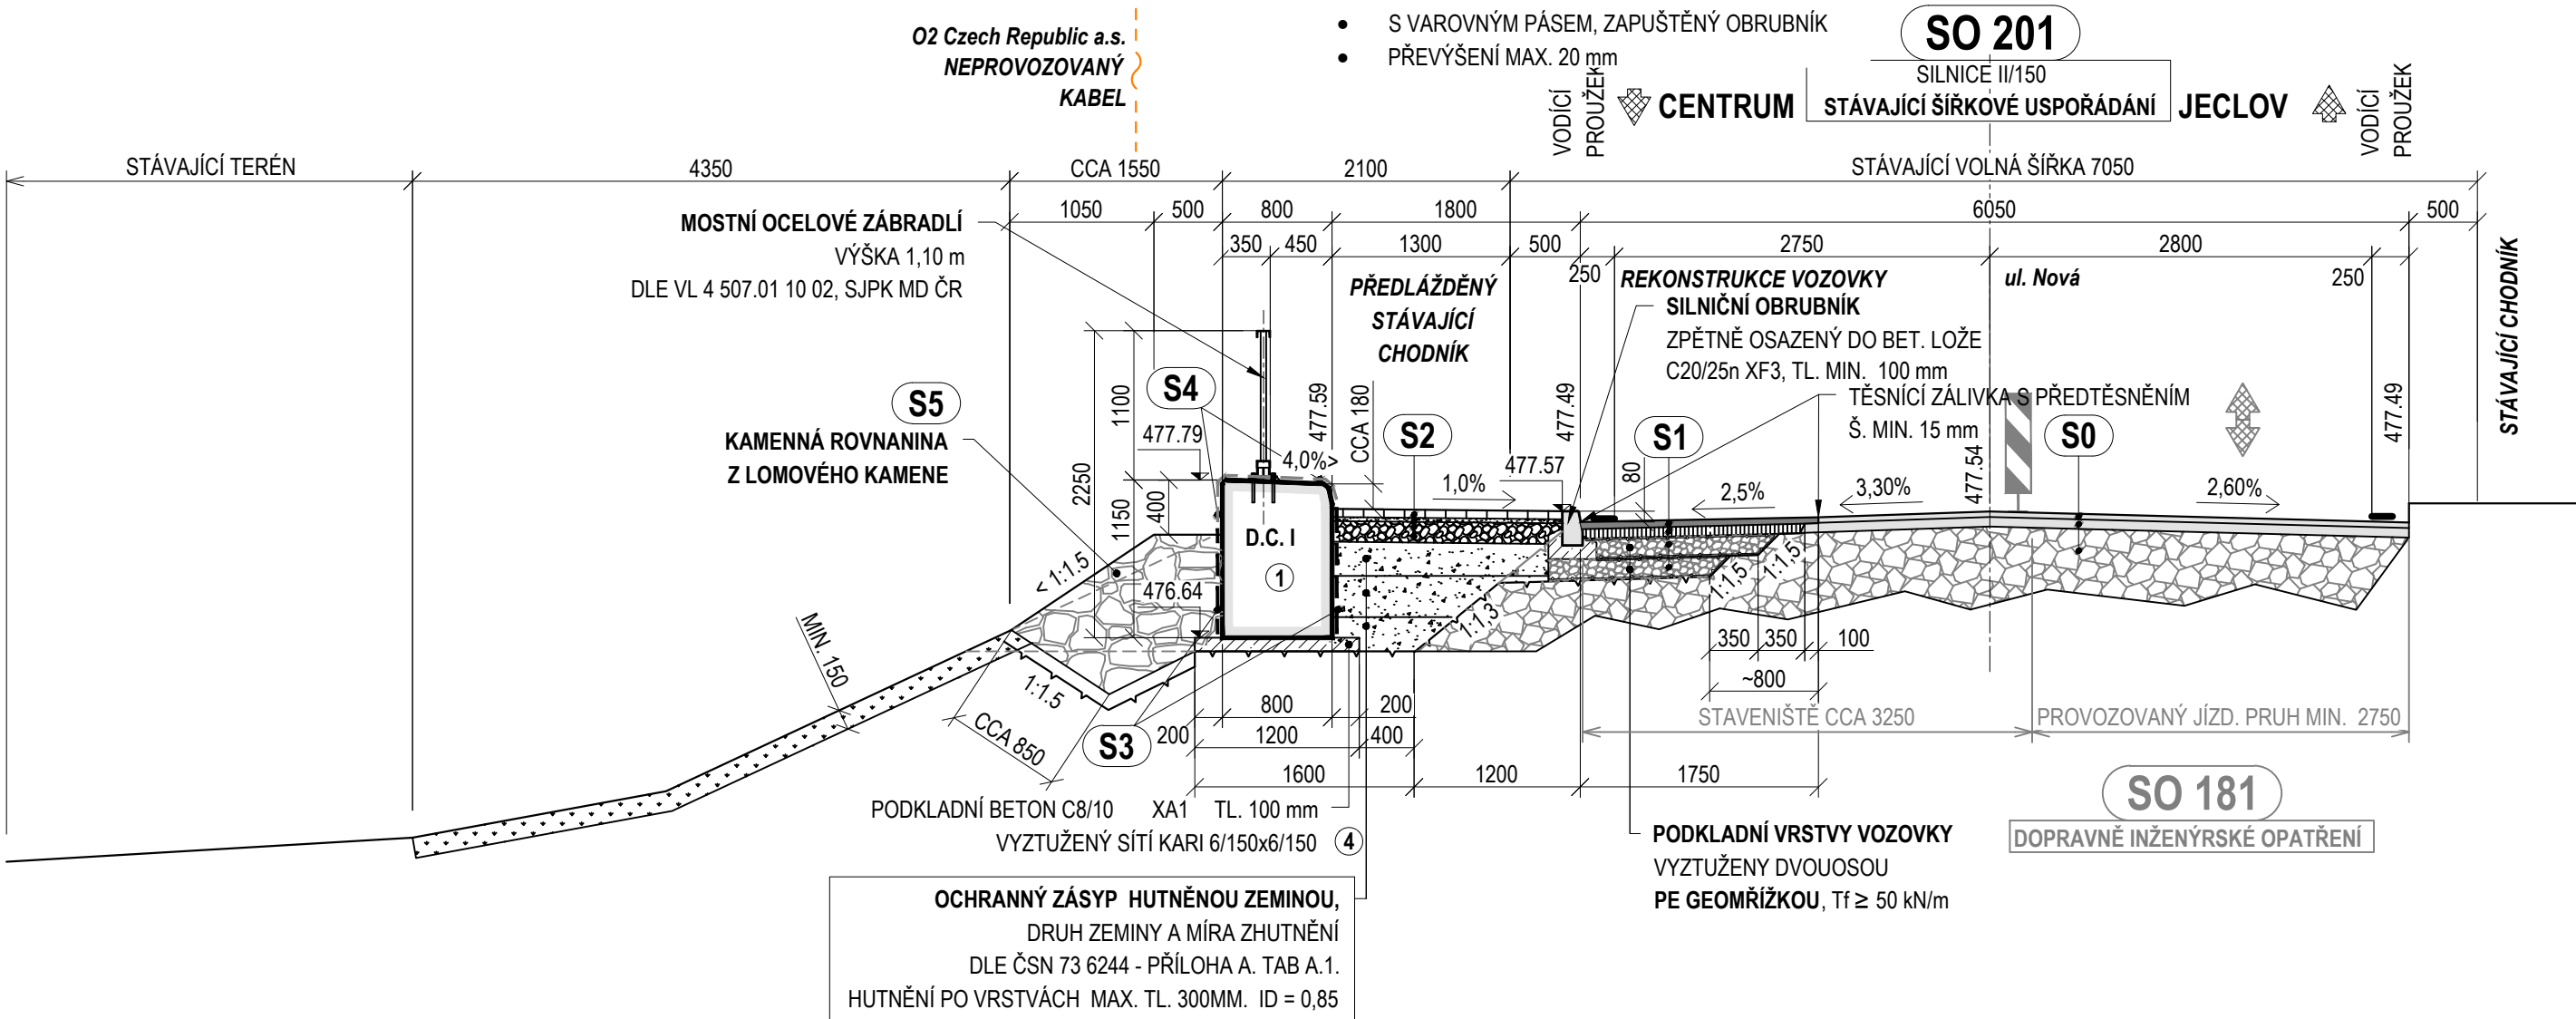 O2 Czech Republic a.s.
NEPROVOZOVANÝ
KABEL
• S VAROVNÝM PÁSEM, ZAPUŠTĚNÝ OBRUBNÍK
• PŘEVÝŠENÍ MAX. 20 mm
SO 201
SILNICE II/150
STÁVAJÍCÍ ŠÍŘKOVÉ USPOŘÁDÁNÍ
VODÍCÍ
PROUŽEK
CENTRUM
JECLOV
VODÍCÍ
PROUŽEK
STÁVAJÍCÍ TERÉN
4350
CCA 1550
2100
STÁVAJÍCÍ VOLNÁ ŠÍŘKA 7050
1050
500
800
1800
6050
500
350
450
1300
500
2750
2800
250
250
MOSTNÍ OCELOVÉ ZÁBRADLÍ
VÝŠKA 1,10 m
DLE VL 4 507.01 10 02, SJPK MD ČR
PŘEDLÁŽDĚNÝ
STÁVAJÍCÍ
CHODNÍK
REKONSTRUKCE VOZOVKY
ul. Nová
SILNIČNÍ OBRUBNÍK
ZPĚTNĚ OSAZENÝ DO BET. LOŽE
C20/25n XF3, TL. MIN. 100 mm
TĚSNÍCÍ ZÁLIVKA S PŘEDTĚSNĚNÍM
Š. MIN. 15 mm
STÁVAJÍCÍ CHODNÍK
S5
KAMENNÁ ROVNANINA
Z LOMOVÉHO KAMENE
S4
S2
S1
S0
2250
1100
1150
400
477.79
477.59
CCA 180
477.49
477.57
80
477.54
477.49
4,0%>
1,0%
2,5%
3,30%
2,60%
D.C. I
1
476.64
< 1:1.5
1:1.5
1:1.3
1:1.5
1:1.5
MIN. 150
CCA 850
S3
350
350
100
~800
800
200
200
1200
400
1600
1200
1750
STAVENIŠTĚ CCA 3250
PROVOZOVANÝ JÍZD. PRUH MIN. 2750
SO 181
DOPRAVNĚ INŽENÝRSKÉ OPATŘENÍ
PODKLADNÍ BETON C8/10 XA1 TL. 100 mm
VYZTUŽENÝ SÍTÍ KARI 6/150x6/150
4
PODKLADNÍ VRSTVY VOZOVKY
VYZTUŽENY DVOUOSOU
PE GEOMŘÍŽKOU, Tf ≥ 50 kN/m
OCHRANNÝ ZÁSYP HUTNĚNOU ZEMINOU,
DRUH ZEMINY A MÍRA ZHUTNĚNÍ
DLE ČSN 73 6244 - PŘÍLOHA A. TAB A.1.
HUTNĚNÍ PO VRSTVÁCH MAX. TL. 300MM. ID = 0,85